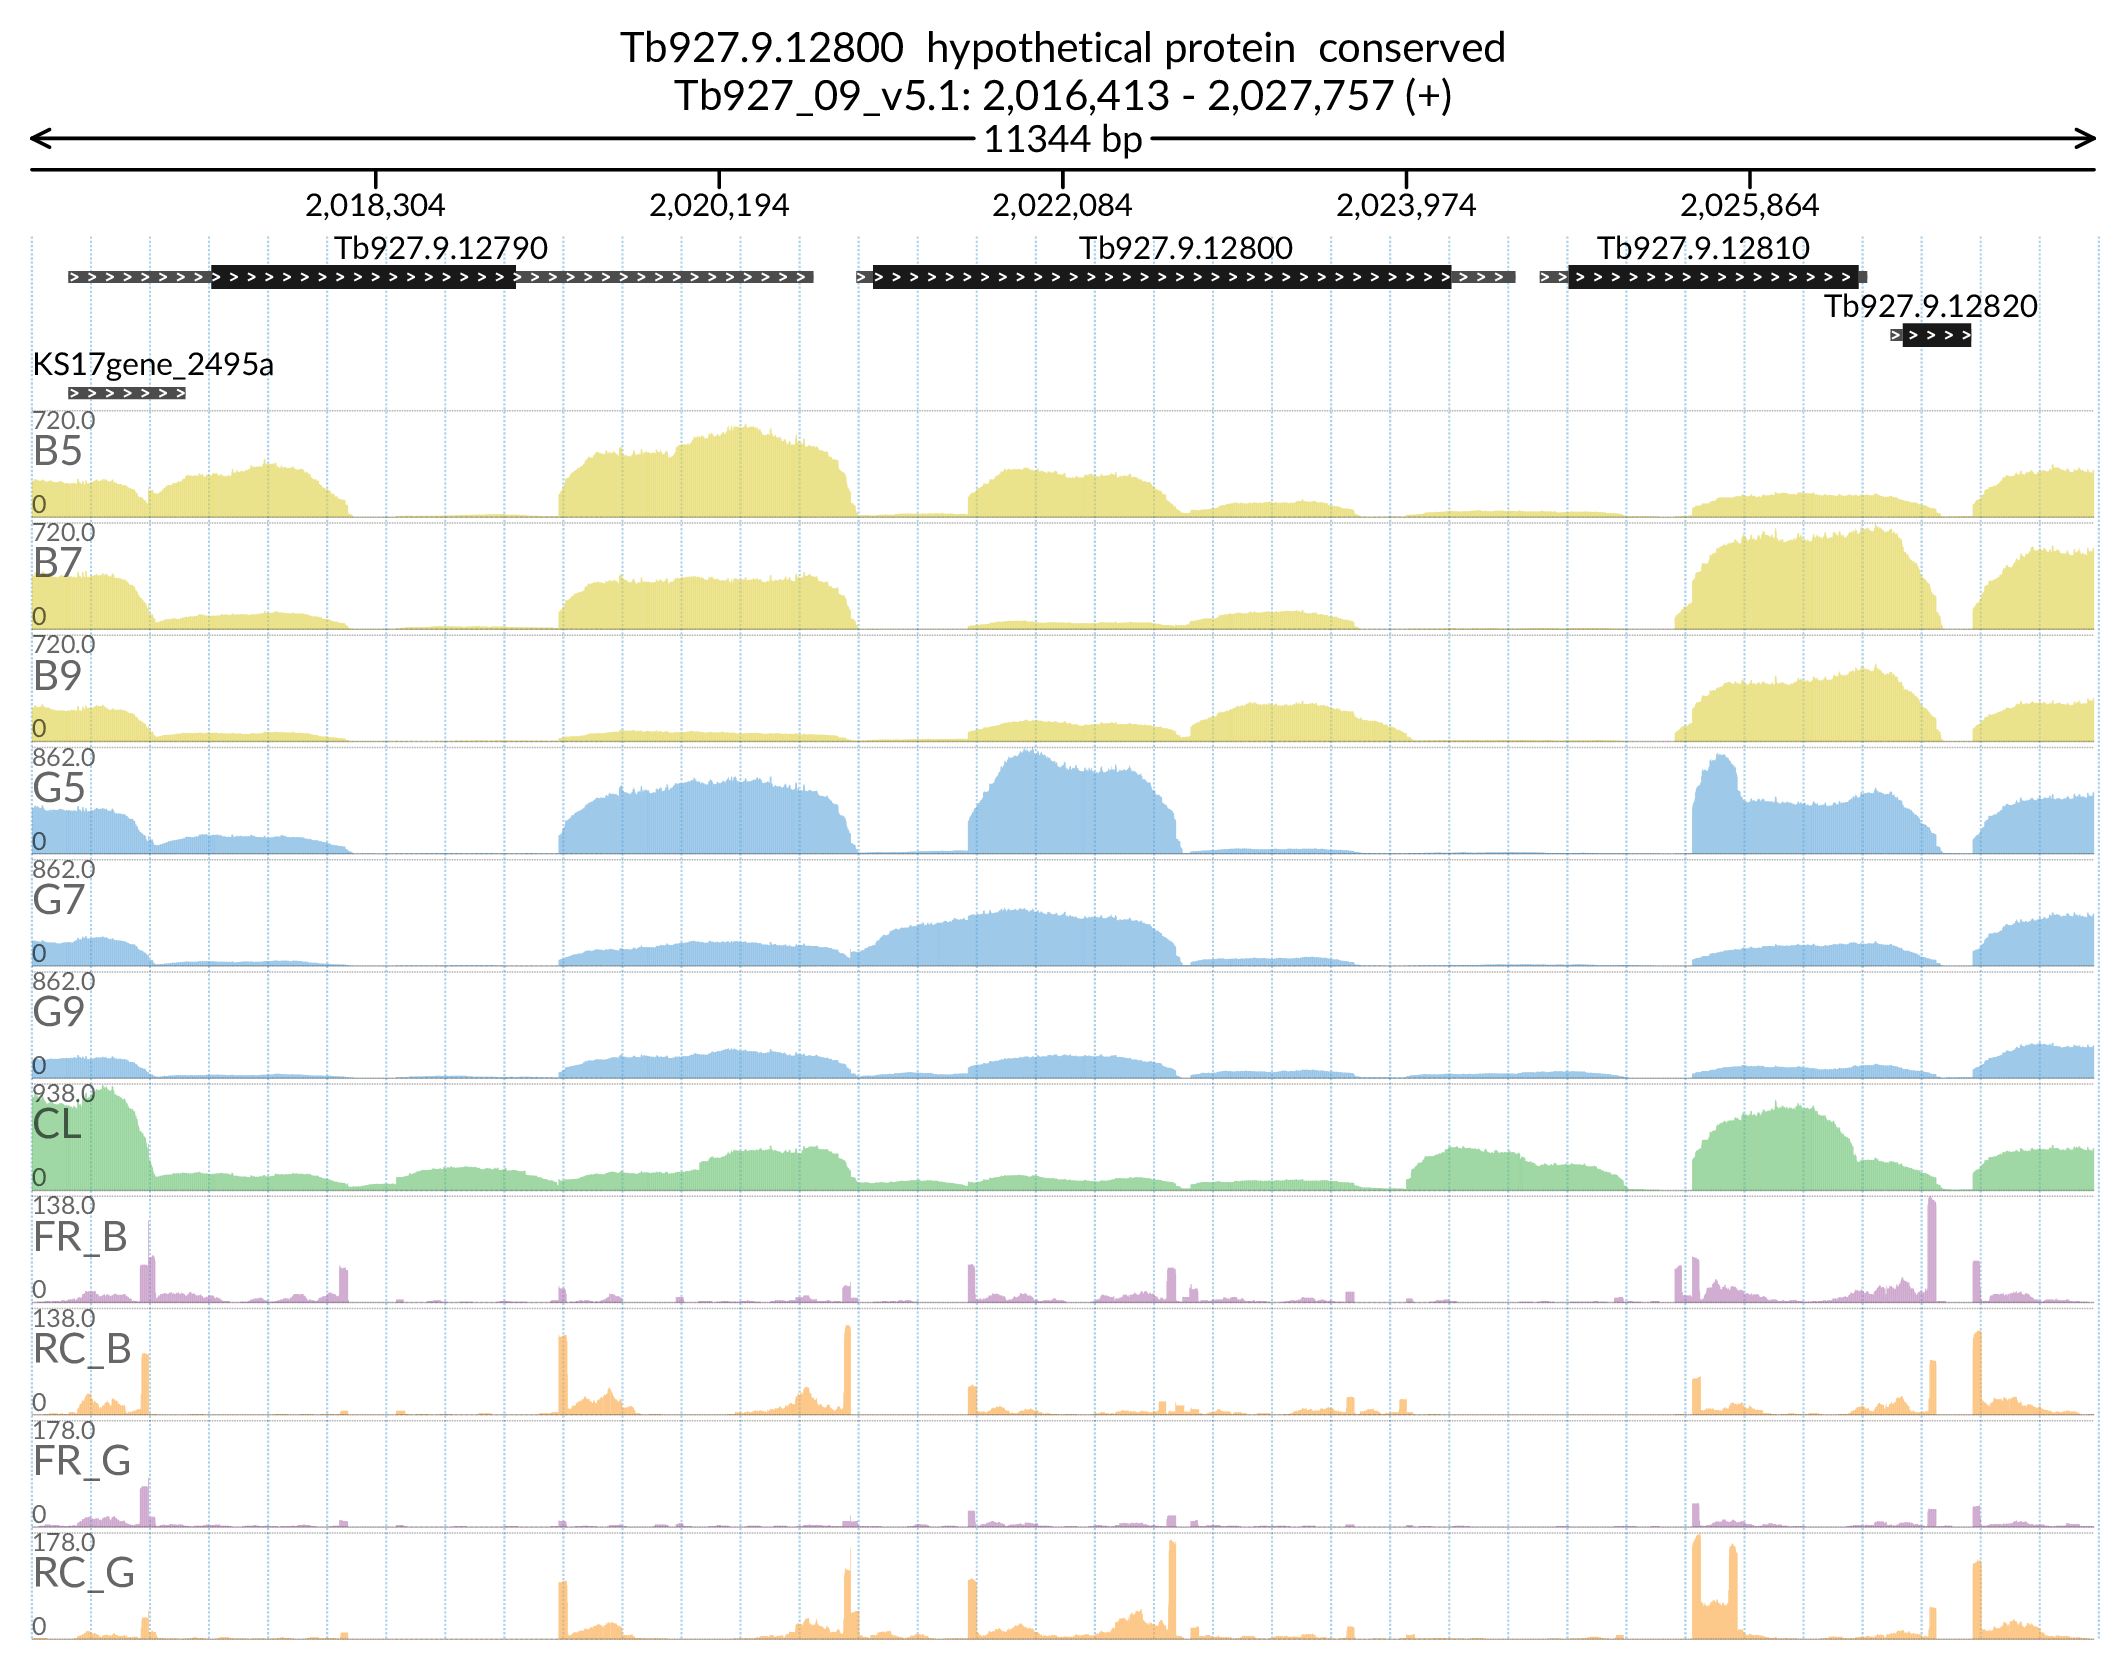 Tb927.9.12800 hypothetical protein conserved
Tb927_09_v5.1: 2,016,413 - 2,027,757 (+)
11344 bp
2,018,304 2,020,194 2,022,084 2,023,974 2,025,864
Tb927.9.12790 Tb927.9.12800 Tb927.9.12810
Tb927.9.12820
KS17gene_2495a
720.0
B5
0
720.0
B7
0
720.0
B9
0
862.0
G5
0
862.0
G7
0
862.0
G9
0
938.0
CL
0
138.0
FR_B
0
138.0
RC_B
0
178.0
FR_G
0
178.0
RC_G
0